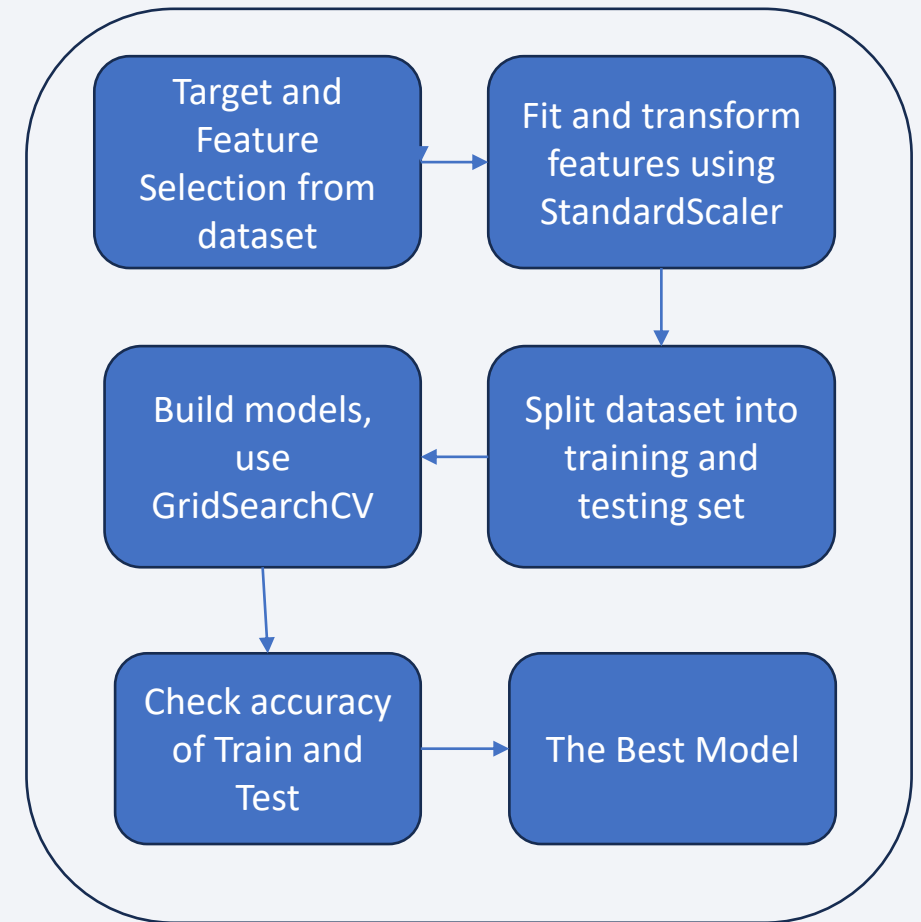 Target and
Feature
Selection from
dataset
Fit and transform
features using
StandardScaler
Split dataset into
training and
testing set
Build models,
use
GridSearchCV
Check accuracy
of Train and
Test
The Best Model